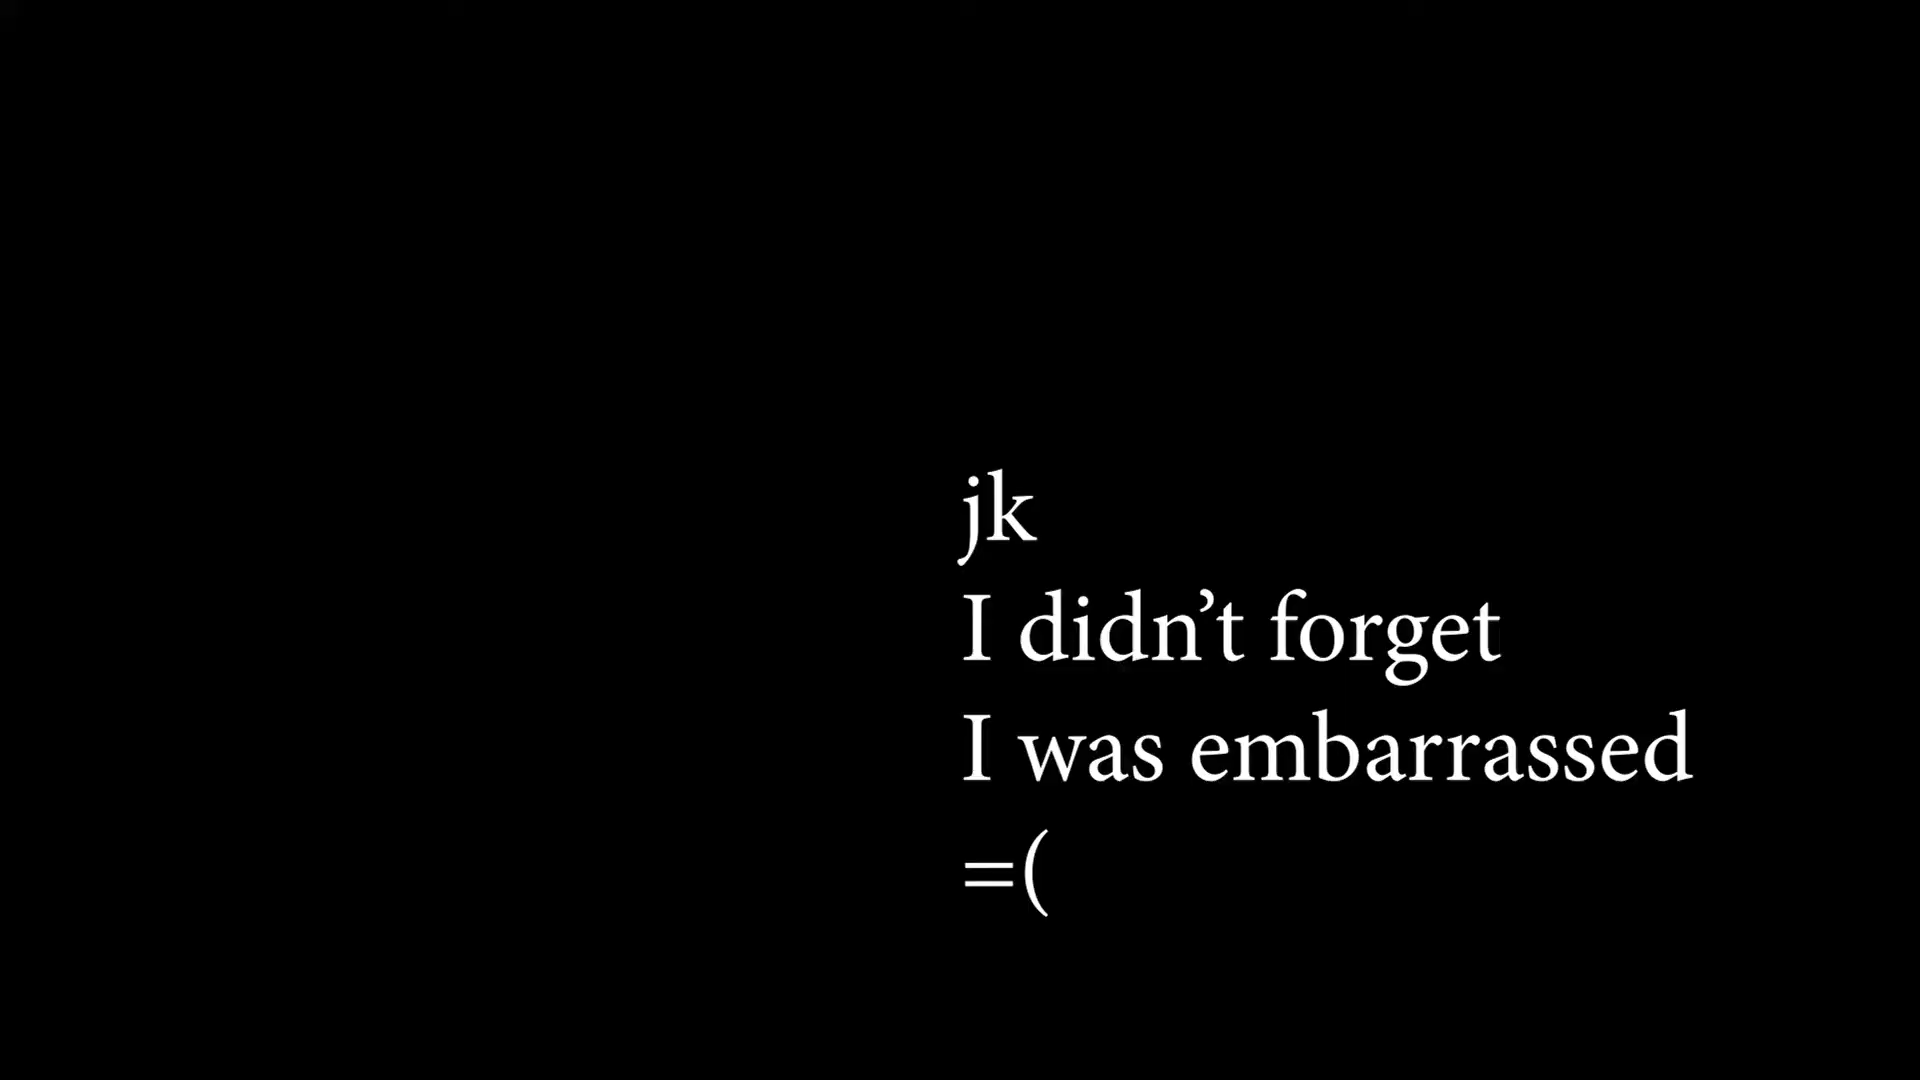 jk
I didn’t forget
I was embarrassed
=(